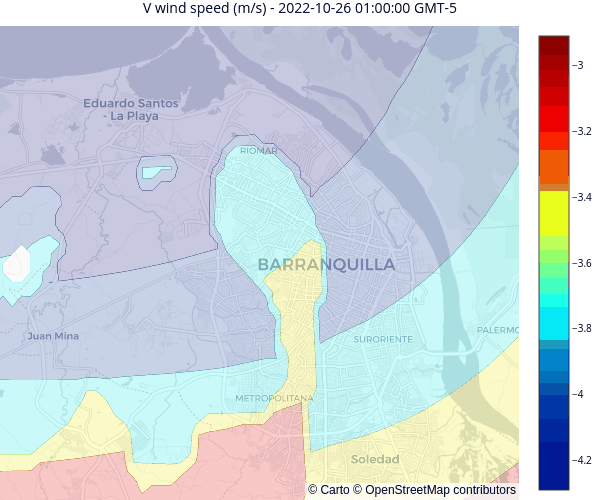 V wind speed (m/s) - 2022-10-26 01:00:00 GMT-5
Eduardo Santos
- La Playa
RIOMAR
BARRANQUILLA
Juan Mina
SURORIENTE
PALERMO
METROPOLITANA
Soledad
© Carto © OpenStreetMap contributors
−3
−3.2
−3.4
−3.6
−3.8
−4
−4.2